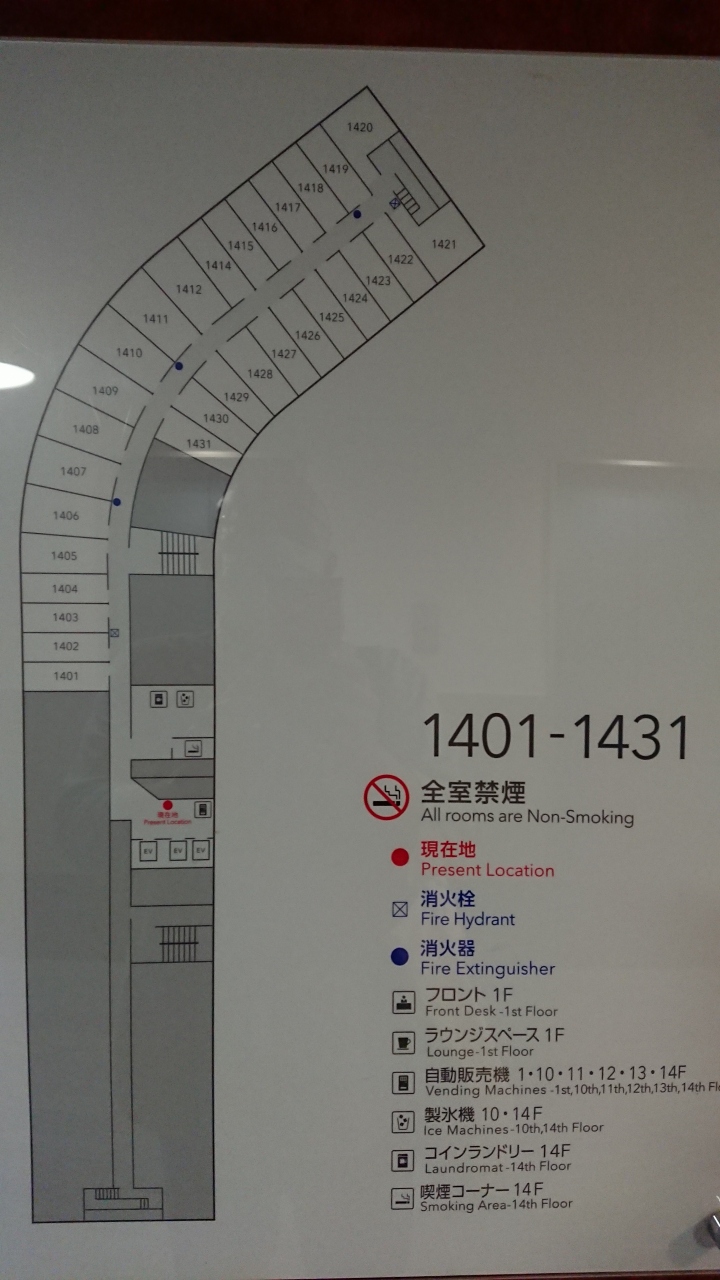 1420
1419
1418
1417
1416
1415
1414
1412
1411
1410
1409
1408
1407
1406
1405
1404
1403
1402
1401
1421
1422
1423
1424
1425
1426
1427
1428
1429
1430
1431
現在地
Present Location
EV EV EV
1401-1431
全室禁煙
All rooms are Non-Smoking
現在地
Present Location
消火栓
Fire Hydrant
消火器
Fire Extinguisher
フロント 1F
Front Desk-1st Floor
ラウンジスペース 1F
Lounge-1st Floor
自動販売機 1・10・11・12・13・14F
Vending Machines -1st,10th,11th,12th,13th,14th Fl
製氷機 10・14F
Ice Machines-10th,14th Floor
コインランドリー 14F
Laundromat-14th Floor
喫煙コーナー 14F
Smoking Area-14th Floor